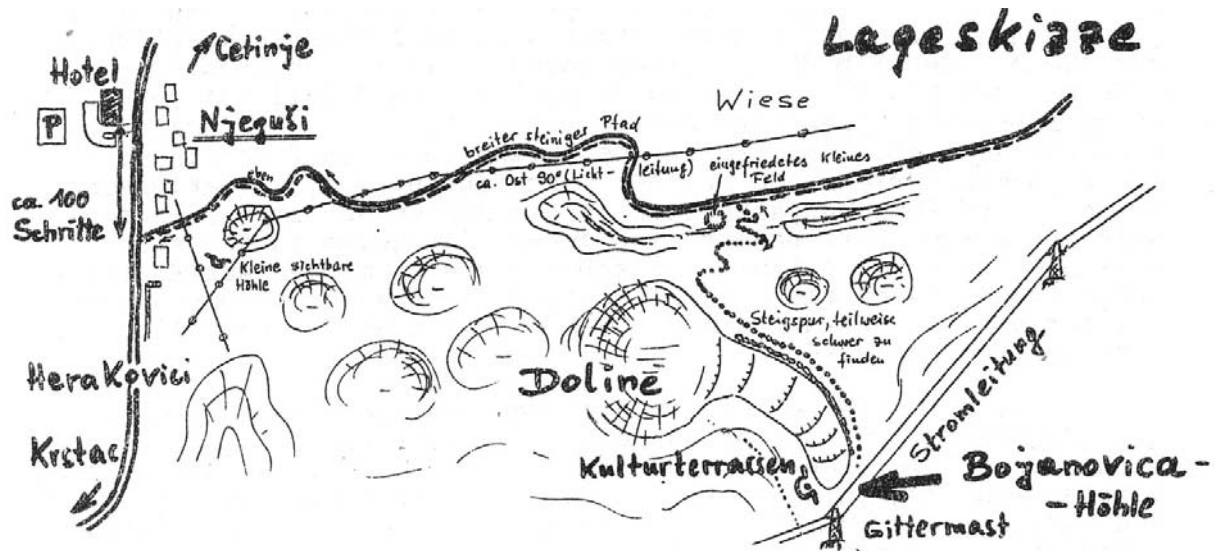 Lageskizze
Cetinje
Hotel
P
Njeguši
Wiese
breiter steiniges Pfad
eben
ca. Ost 90° (Licht-
leitung)
eingefriedetes kleines
Feld
ca. 100
Schritte
Kleine sichtbare
Höhle
Steigspur, teilweise
schwer zu
finden
Herakovici
Doline
Stromleitung
Krstac
Kulturterrassen
Bojanovica-
-Höhle
Gittermast